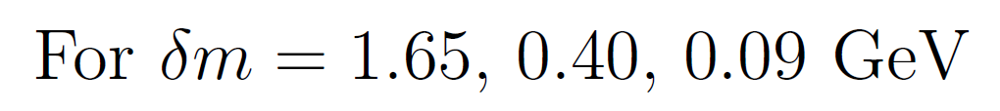 For δm = 1.65, 0.40, 0.09 GeV